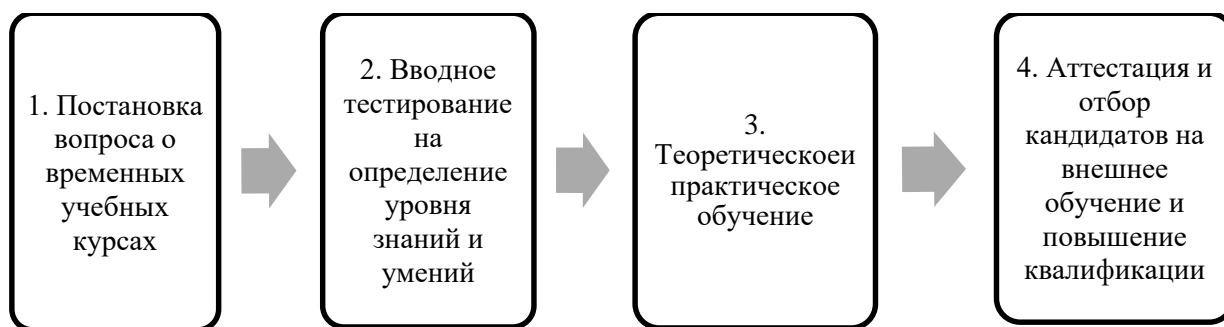 1. Постановка
вопроса о
временных
учебных
курсах
2. Вводное
тестирование
на
определение
уровня
знаний и
умений
3.
Теоретическоеи
практическое
обучение
4. Аттестация и
отбор
кандидатов на
внешнее
обучение и
повышение
квалификации